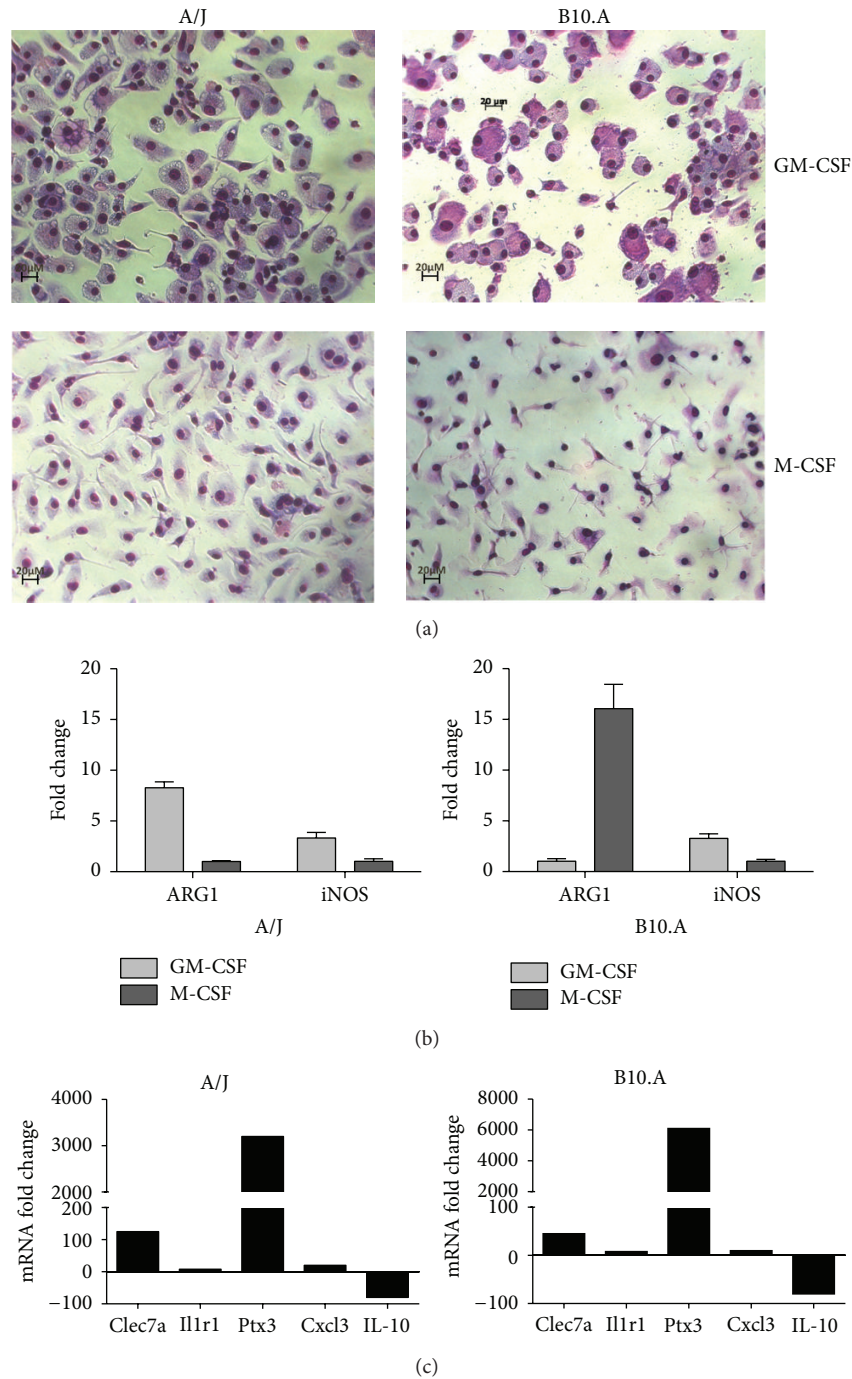 A/J
B10.A
20 µm
20µM
GM-CSF
20µM
20µM
M-CSF
(a)
Fold change
20
15
10
5
0
ARG1
iNOS
A/J
GM-CSF
M-CSF
Fold change
20
15
10
5
0
ARG1
iNOS
B10.A
GM-CSF
M-CSF
(b)
A/J
mRNA fold change
4000
3000
2000
200
100
0
−100
Clec7a Il1r1 Ptx3 Cxcl3 IL-10
B10.A
mRNA fold change
8000
6000
4000
2000
100
0
−100
Clec7a Il1r1 Ptx3 Cxcl3 IL-10
(c)